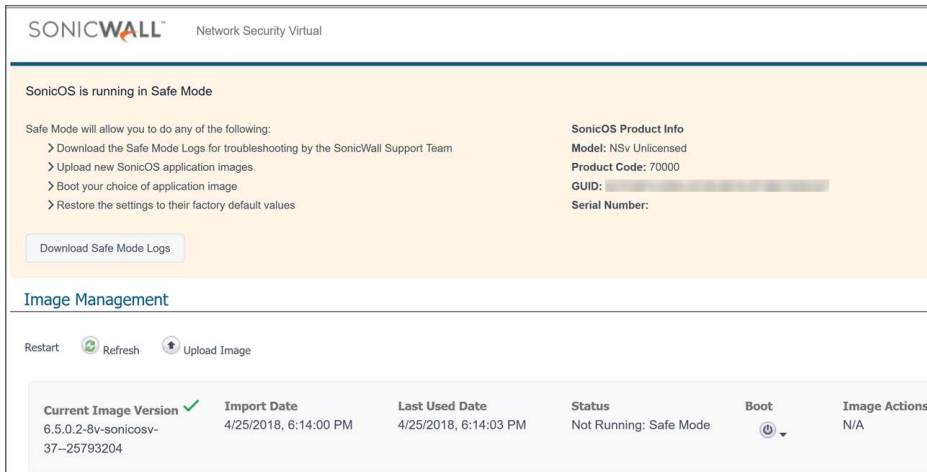 SONICWALL™ Network Security Virtual
SonicOS is running in Safe Mode
Safe Mode will allow you to do any of the following:
Download the Safe Mode Logs for troubleshooting by the SonicWall Support Team
Upload new SonicOS application images
Boot your choice of application image
Restore the settings to their factory default values
SonicOS Product Info
Model: NSv Unlicensed
Product Code: 70000
GUID:
Serial Number:
Download Safe Mode Logs
Image Management
Restart Refresh Upload Image
Current Image Version Import Date Last Used Date Status Boot Image Actions
6.5.0.2-8v-sonicosv- 4/25/2018, 6:14:00 PM 4/25/2018, 6:14:03 PM Not Running: Safe Mode N/A
37--25793204